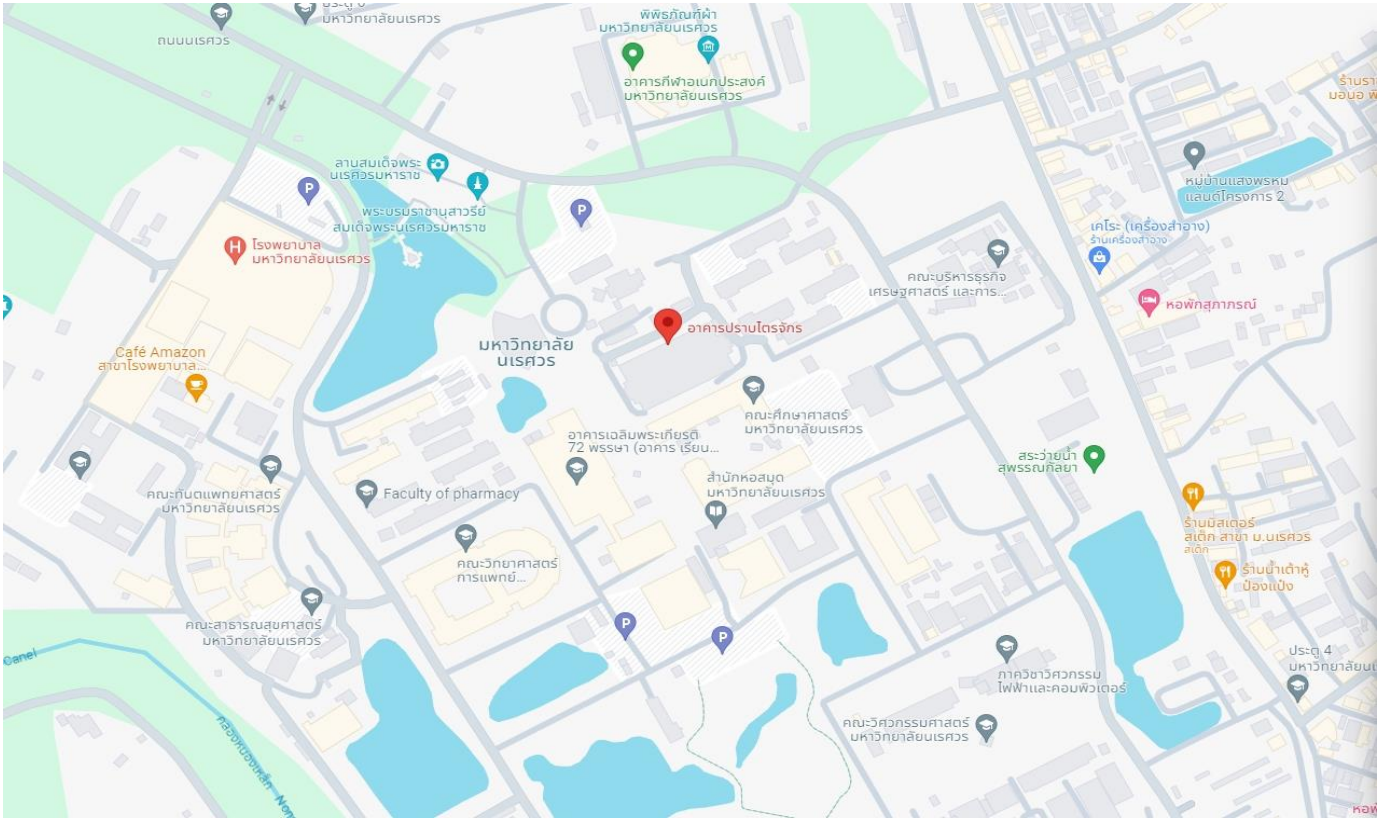 มหาวิทยาลัยนเรศวร
ถนนนเรศวร
พิพิธภัณฑ์ผ้า
มหาวิทยาลัยนเรศวร
อาคารกีฬาอเนกประสงค์
มหาวิทยาลัยนเรศวร
ลานสมเด็จพระ
นเรศวรมหาราช
P
P
พระบรมราชานุสาวรีย์
สมเด็จพระนเรศวรมหาราช
หมู่บ้านแสงพรหม
แลนด์โครงการ 2
H
โรงพยาบาล
มหาวิทยาลัยนเรศวร
เคโระ (เครื่องสำอาง)
ร้านเครื่องสำอาง
คณะบริหารธุรกิจ
เศรษฐศาสตร์ และการ...
หอพักสุภาภรณ์
อาคารปราบไตรจักร
มหาวิทยาลัย
นเรศวร
Café Amazon
สาขาโรงพยาบาล...
คณะศึกษาศาสตร์
มหาวิทยาลัยนเรศวร
อาคารเฉลิมพระเกียรติ
72 พรรษา (อาคาร เรียน...
สระว่ายน้ำ
สุพรรณกัลยา
สำนักหอสมุด
มหาวิทยาลัยนเรศวร
คณะทันตแพทยศาสตร์
มหาวิทยาลัยนเรศวร
Faculty of pharmacy
ร้านมิสเตอร์
สเต็ก สาขา ม.นเรศวร
สเต็ก
คณะวิทยาศาสตร์
การแพทย์...
ร้านน้ำเต้าหู้
ป๋องแป๋ง
คณะสาธารณสุขศาสตร์
มหาวิทยาลัยนเรศวร
P
P
Canel
ประตู 4
มหาวิทยาลัยน
ภาควิชาวิศวกรรม
ไฟฟ้าและคอมพิวเตอร์
คณะวิศวกรรมศาสตร์
มหาวิทยาลัยนเรศวร
คลองหนองเหล็ก Non